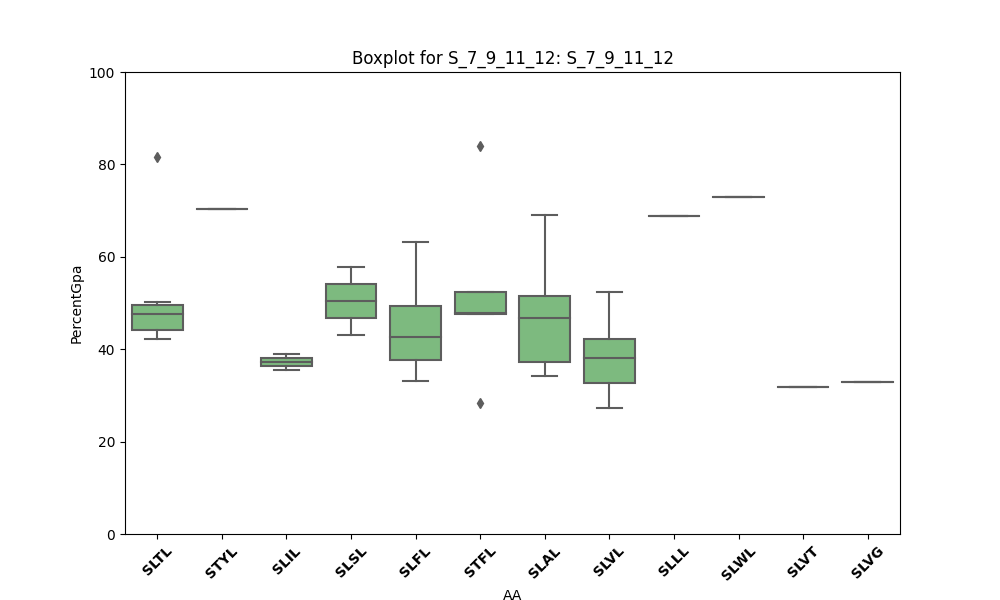 Boxplot for S_7_9_11_12: S_7_9_11_12
100
80
60
40
20
0
PercentGpa
SLTL
STYL
SLIL
SLSL
SLFL
STFL
SLAL
SLVL
SLLL
SLWL
SLVT
SLVG
AA